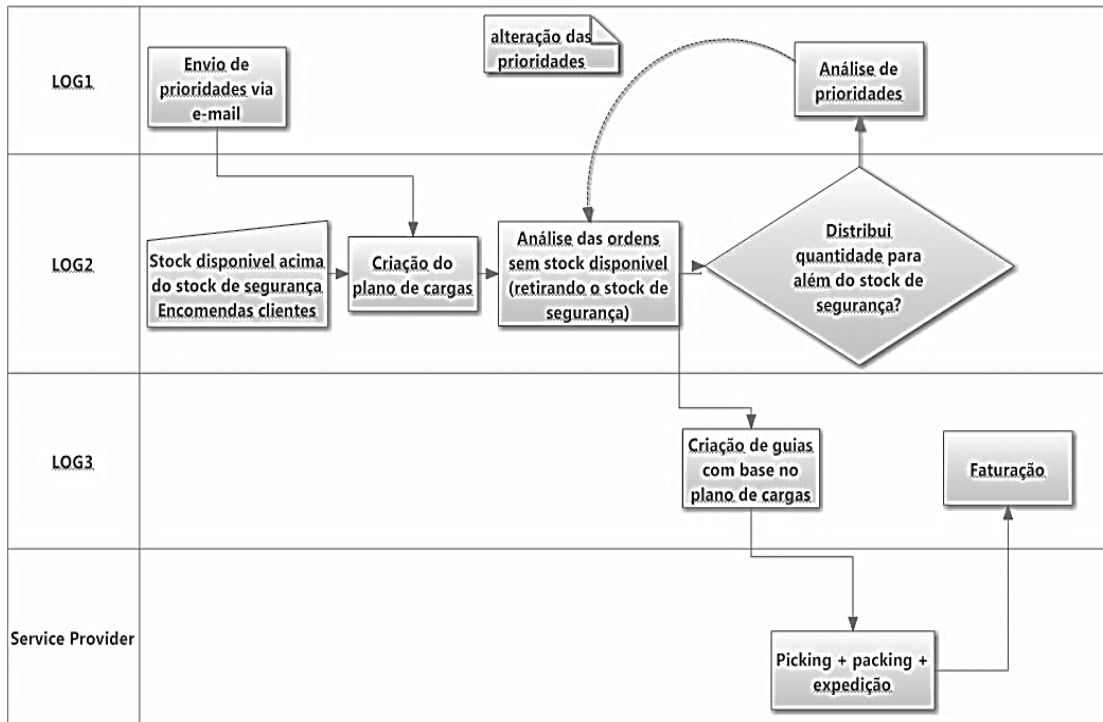 LOG1
Envio de
prioridades via
e-mail
alteração das
prioridades
Análise de
prioridades
LOG2
Stock disponivel acima
do stock de segurança
Encomendas clientes
Criação do
plano de cargas
Análise das ordens
sem stock disponivel
(retirando o stock de
segurança)
Distribui
quantidade para
além do stock de
segurança?
LOG3
Criação de guias
com base no
plano de cargas
Faturação
Service Provider
Picking + packing +
expedição